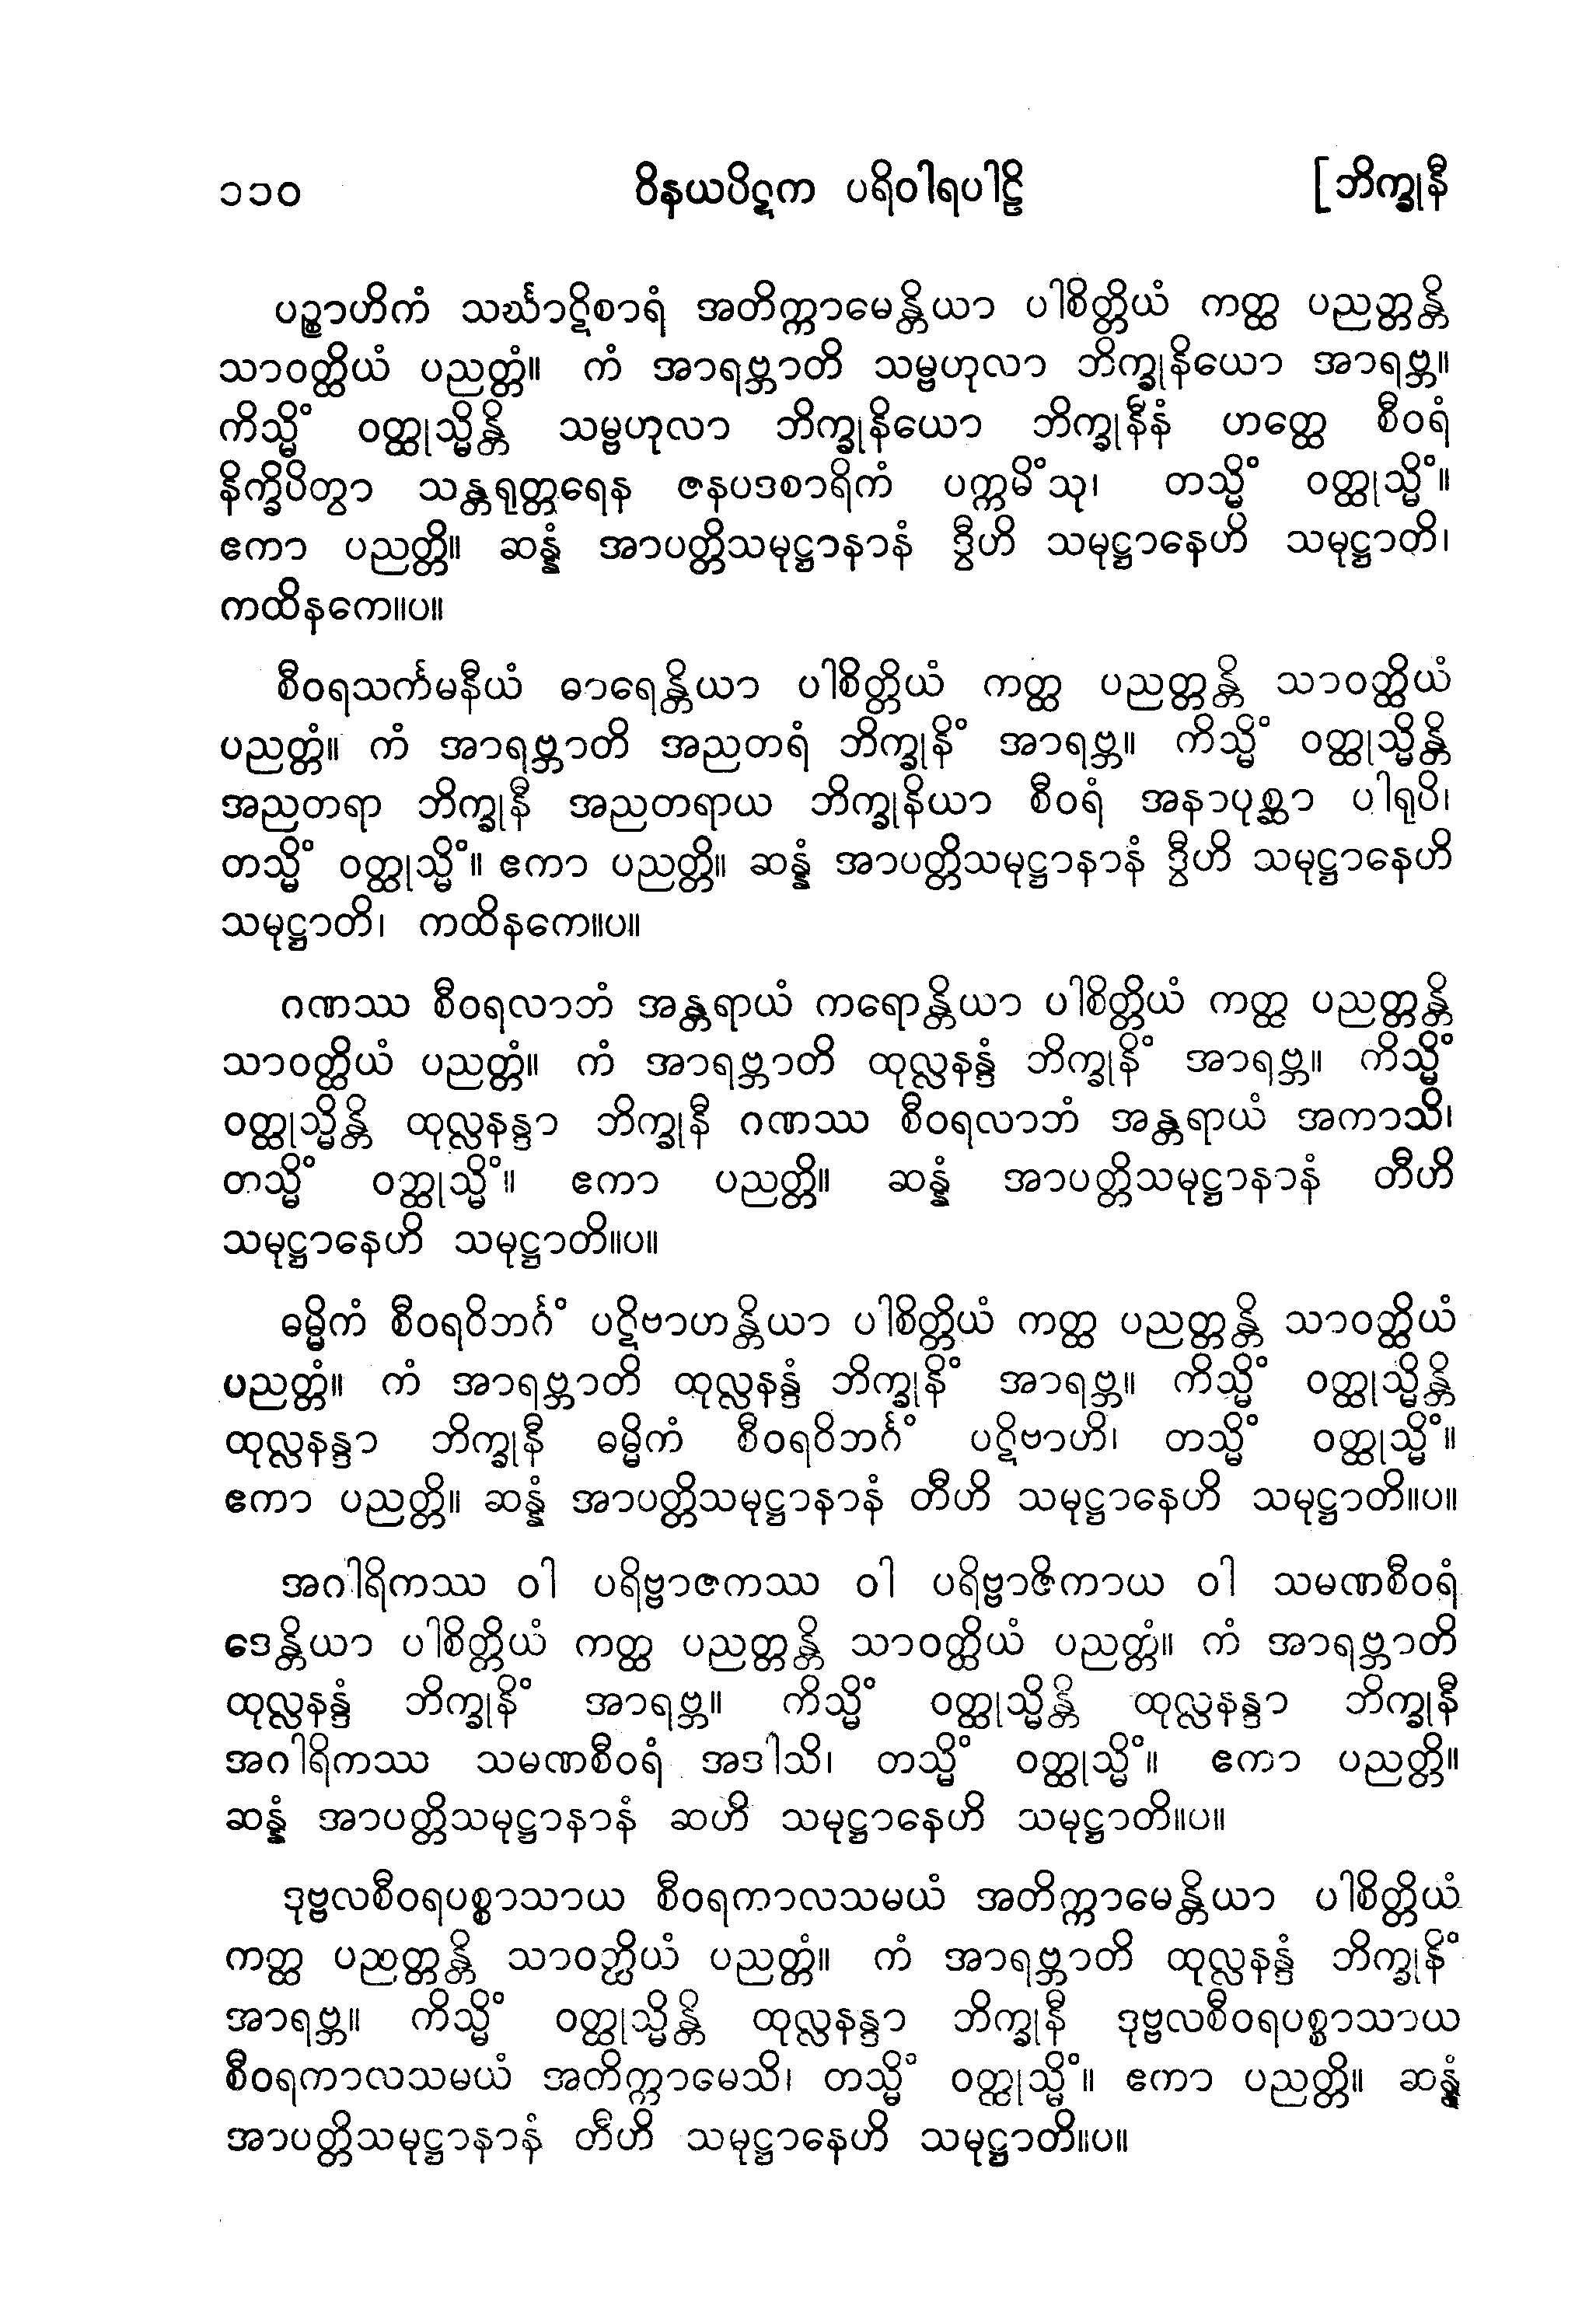 ၁၁၀ ဝိနယပိဋက ပရိဝါရပါဠိ [ဘိက္ခုနီ
ပဉ္စာဟိကံ သင်္ဃာဋိစာရံ အတိက္ကာမေန္တိယာ ပါစိတ္တိယံ ကတ္ထ ပညတ္တန္တိ
သာဝတ္ထိယံ ပညတ္တံ။ ကံ အာရဗ္ဘာတိ သမ္ဗဟုလာ ဘိက္ခုနိယော အာရဗ္ဘ။
ကိသ္မိံ ဝတ္ထုသ္မိန္တိ သမ္ဗဟုလာ ဘိက္ခုနိယော ဘိက္ခုနီနံ ဟတ္ထေ စီဝရံ
နိက္ခိပိတွာ သန္တရုတ္တရေန ဇနပဒစာရိကံ ပက္ကမိံသု၊ တသ္မိံ ဝတ္ထုသ္မိံ။
ဧကာ ပညတ္တိ။ ဆန္နံ အာပတ္တိသမုဋ္ဌာနာနံ ဒွီဟိ သမုဋ္ဌာနေဟိ သမုဋ္ဌာတိ၊
ကထိနကေ။ပ။
စီဝရသင်္ကမနီယံ ဓာရေန္တိယာ ပါစိတ္တိယံ ကတ္ထ ပညတ္တန္တိ သာဝတ္ထိယံ
ပညတ္တံ။ ကံ အာရဗ္ဘာတိ အညတရံ ဘိက္ခုနိံ အာရဗ္ဘ။ ကိသ္မိံ ဝတ္ထုသ္မိန္တိ
အညတရာ ဘိက္ခုနီ အညတရာယ ဘိက္ခုနိယာ စီဝရံ အနာပုစ္ဆာ ပါရုပိ၊
တသ္မိံ ဝတ္ထုသ္မိံ။ ဧကာ ပညတ္တိ။ ဆန္နံ အာပတ္တိသမုဋ္ဌာနာနံ ဒွီဟိ သမုဋ္ဌာနေဟိ
သမုဋ္ဌာတိ၊ ကထိနကေ။ပ။
ဂဏဿ စီဝရလာဘံ အန္တရာယံ ကရောန္တိယာ ပါစိတ္တိယံ ကတ္ထ ပညတ္တန္တိ
သာဝတ္ထိယံ ပညတ္တံ။ ကံ အာရဗ္ဘာတိ ထုလ္လနန္ဒံ ဘိက္ခုနိံ အာရဗ္ဘ။ ကိသ္မိံ
ဝတ္ထုသ္မိန္တိ ထုလ္လနန္ဒာ ဘိက္ခုနီ ဂဏဿ စီဝရလာဘံ အန္တရာယံ အကာသိ၊
တသ္မိံ ဝတ္ထုသ္မိံ။ ဧကာ ပညတ္တိ။ ဆန္နံ အာပတ္တိသမုဋ္ဌာနာနံ တီဟိ
သမုဋ္ဌာနေဟိ သမုဋ္ဌာတိ။ပ။
ဓမ္မိကံ စီဝရဝိဘင်္ဂံ ပဋိဗာဟန္တိယာ ပါစိတ္တိယံ ကတ္ထ ပညတ္တန္တိ သာဝတ္ထိယံ
ပညတ္တံ။ ကံ အာရဗ္ဘာတိ ထုလ္လနန္ဒံ ဘိက္ခုနိံ အာရဗ္ဘ။ ကိသ္မိံ ဝတ္ထုသ္မိန္တိ
ထုလ္လနန္ဒာ ဘိက္ခုနီ ဓမ္မိကံ စီဝရဝိဘင်္ဂံ ပဋိဗာဟိ၊ တသ္မိံ ဝတ္ထုသ္မိံ။
ဧကာ ပညတ္တိ။ ဆန္နံ အာပတ္တိသမုဋ္ဌာနာနံ တီဟိ သမုဋ္ဌာနေဟိ သမုဋ္ဌာတိ။ပ။
အဂါရိကဿ ဝါ ပရိဗ္ဗာဇကဿ ဝါ ပရိဗ္ဗာဇိကာယ ဝါ သမဏစီဝရံ
ဒေန္တိယာ ပါစိတ္တိယံ ကတ္ထ ပညတ္တန္တိ သာဝတ္ထိယံ ပညတ္တံ။ ကံ အာရဗ္ဘာတိ
ထုလ္လနန္ဒံ ဘိက္ခုနိံ အာရဗ္ဘ။ ကိသ္မိံ ဝတ္ထုသ္မိန္တိ ထုလ္လနန္ဒာ ဘိက္ခုနီ
အဂါရိကဿ သမဏစီဝရံ အဒါသိ၊ တသ္မိံ ဝတ္ထုသ္မိံ။ ဧကာ ပညတ္တိ။
ဆန္နံ အာပတ္တိသမုဋ္ဌာနာနံ ဆဟိ သမုဋ္ဌာနေဟိ သမုဋ္ဌာတိ။ပ။
ဒုဗ္ဗလစီဝရပစ္စာသာယ စီဝရကာလသမယံ အတိက္ကာမေန္တိယာ ပါစိတ္တိယံ
ကတ္ထ ပညတ္တန္တိ သာဝတ္ထိယံ ပညတ္တံ။ ကံ အာရဗ္ဘာတိ ထုလ္လနန္ဒံ ဘိက္ခုနိံ
အာရဗ္ဘ။ ကိသ္မိံ ဝတ္ထုသ္မိန္တိ ထုလ္လနန္ဒာ ဘိက္ခုနီ ဒုဗ္ဗလစီဝရပစ္စာသာယ
စီဝရကာလသမယံ အတိက္ကာမေသိ၊ တသ္မိံ ဝတ္ထုသ္မိံ။ ဧကာ ပညတ္တိ။ ဆန္နံ
အာပတ္တိသမုဋ္ဌာနာနံ တီဟိ သမုဋ္ဌာနေဟိ သမုဋ္ဌာတိ။ပ။